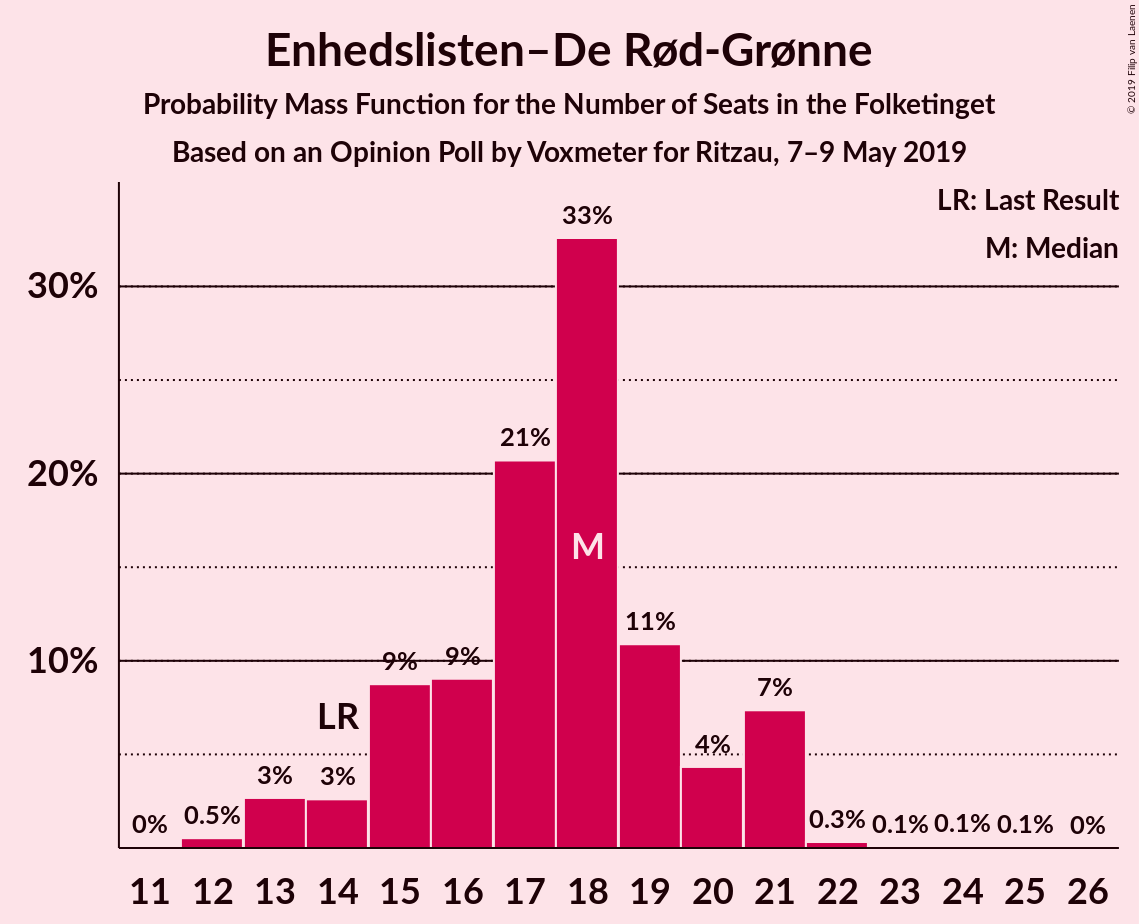 Enhedslisten–De Rød-Grønne
Probability Mass Function for the Number of Seats in the Folketinget
Based on an Opinion Poll by Voxmeter for Ritzau, 7–9 May 2019
© 2019 Filip van Laenen
LR: Last Result
M: Median
30%
20%
10%
0%
0.5%
3%
3%
LR
9%
9%
21%
33%
M
11%
4%
7%
0.3%
0.1%
0.1%
0.1%
0%
11 12 13 14 15 16 17 18 19 20 21 22 23 24 25 26